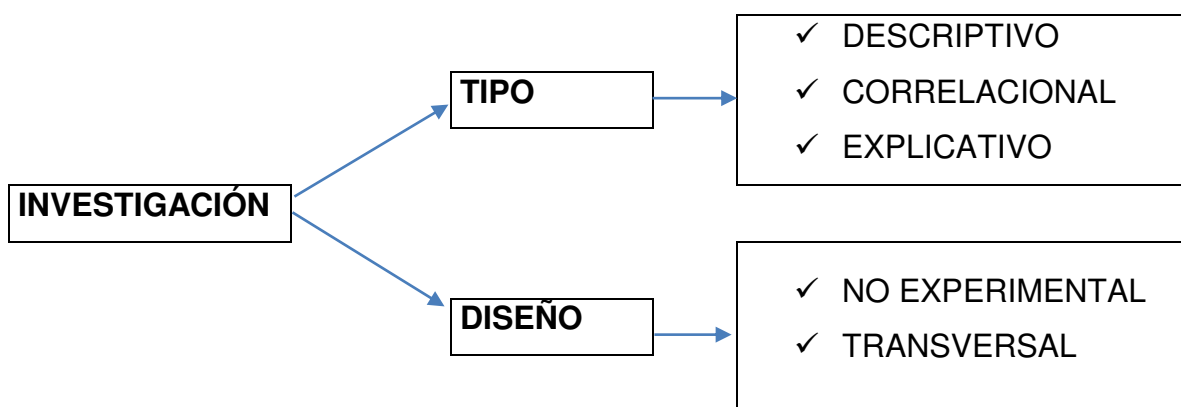 INVESTIGACIÓN
TIPO
✓ DESCRIPTIVO
✓ CORRELACIONAL
✓ EXPLICATIVO
DISEÑO
✓ NO EXPERIMENTAL
✓ TRANSVERSAL